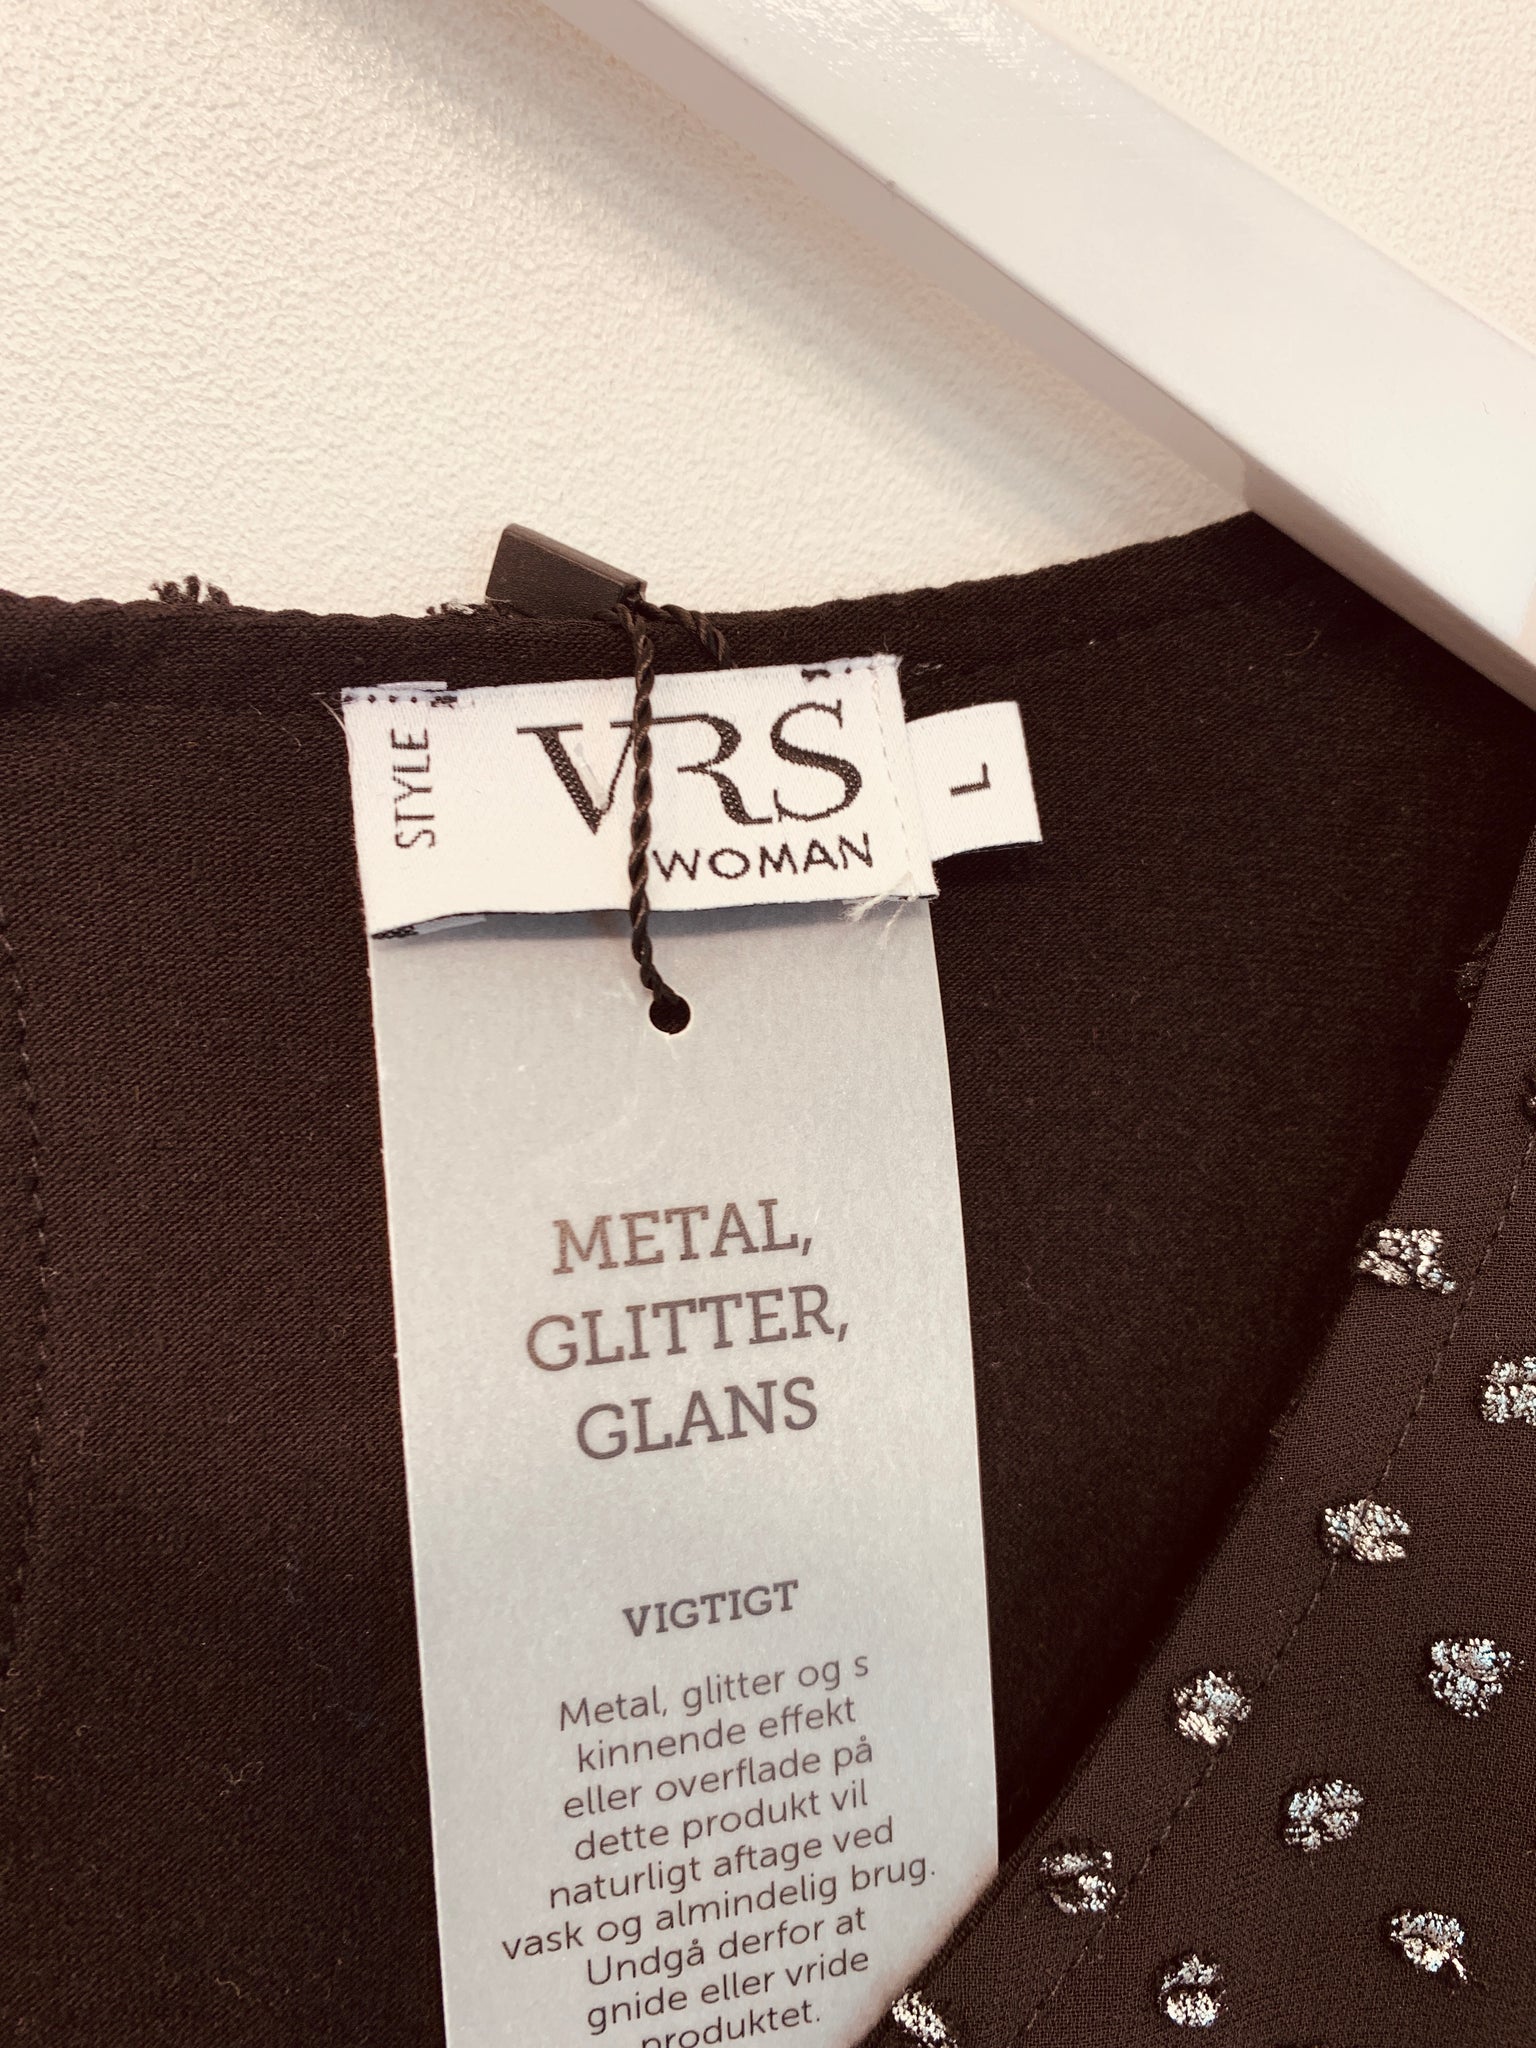 STYLE
VRS
WOMAN
L
METAL,
GLITTER,
GLANS
VIGTIGT
Metal, glitter og s
kinnende effekt
eller overflade på
dette produkt vil
naturligt aftage ved
vask og almindelig brug.
Undgå derfor at
gnide eller vride
produktet.